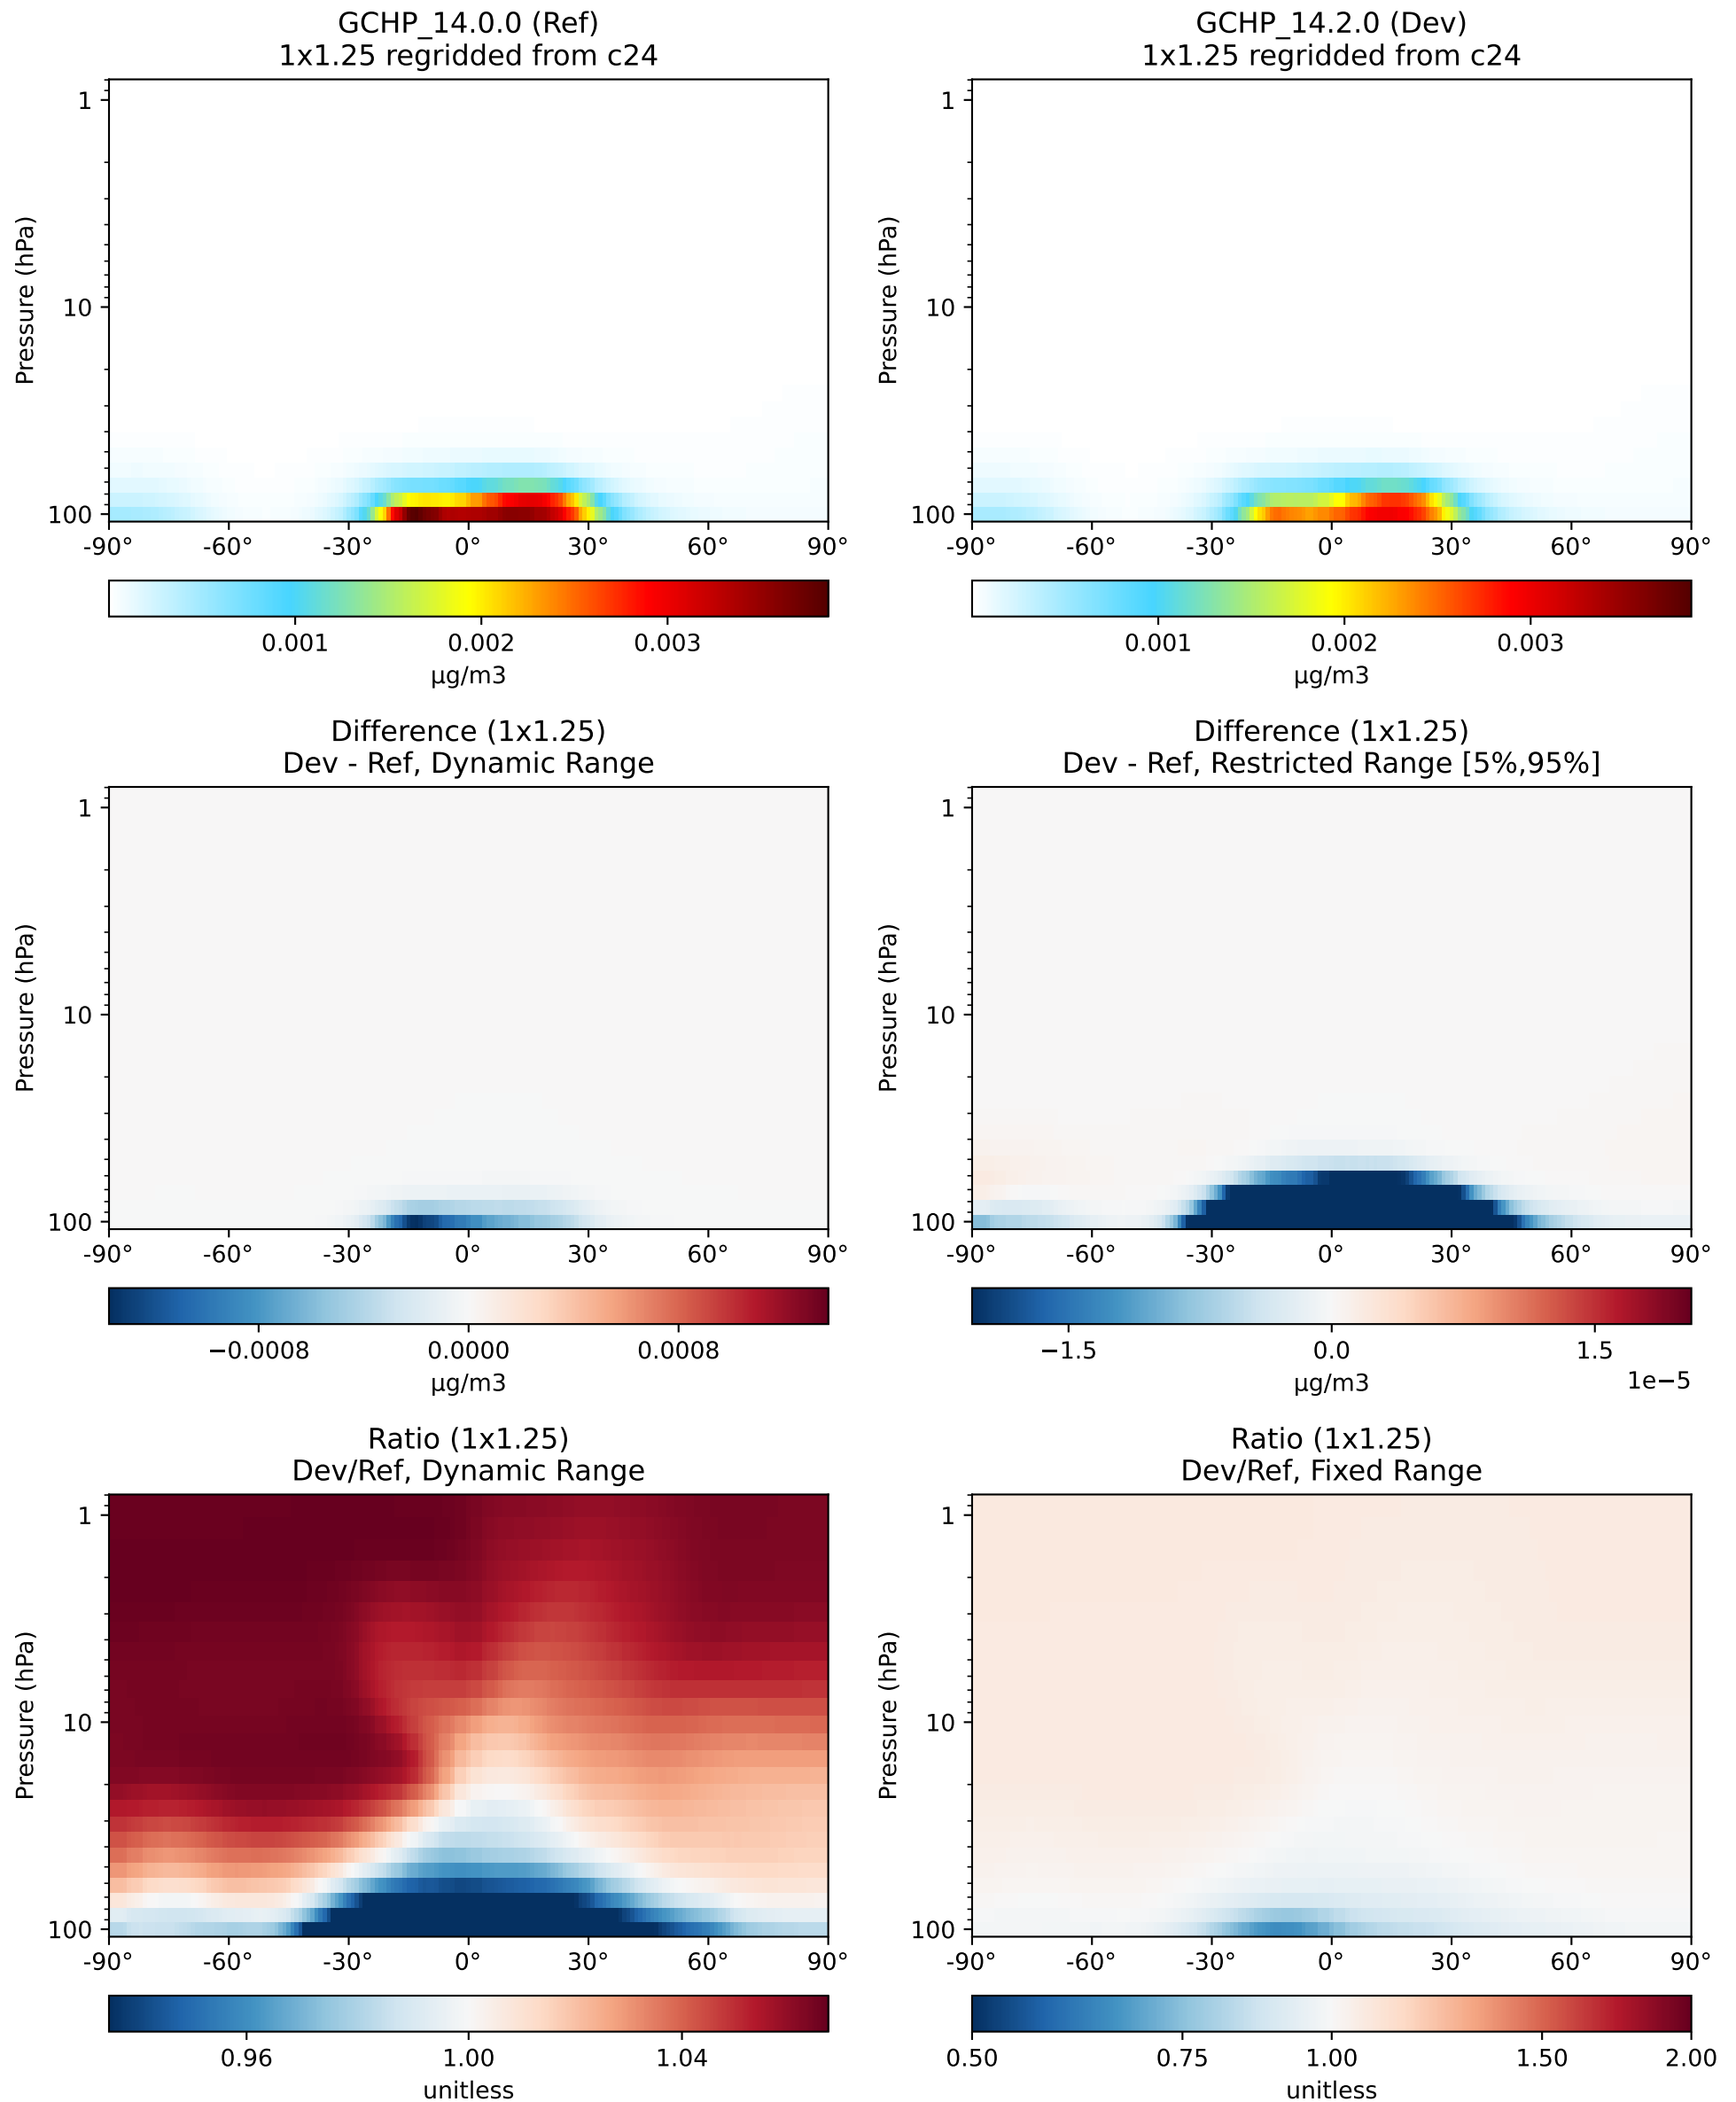 GCHP_14.0.0 (Ref)
1x1.25 regridded from c24
Pressure (hPa)
1
10
100
-90° -60° -30° 0° 30° 60° 90°
0.001 0.002 0.003
µg/m3
GCHP_14.2.0 (Dev)
1x1.25 regridded from c24
Pressure (hPa)
1
10
100
-90° -60° -30° 0° 30° 60° 90°
0.001 0.002 0.003
µg/m3
Difference (1x1.25)
Dev - Ref, Dynamic Range
Pressure (hPa)
1
10
100
-90° -60° -30° 0° 30° 60° 90°
−0.0008 0.0000 0.0008
µg/m3
Difference (1x1.25)
Dev - Ref, Restricted Range [5%,95%]
Pressure (hPa)
1
10
100
-90° -60° -30° 0° 30° 60° 90°
−1.5 0.0 1.5
1e−5
µg/m3
Ratio (1x1.25)
Dev/Ref, Dynamic Range
Pressure (hPa)
1
10
100
-90° -60° -30° 0° 30° 60° 90°
0.96 1.00 1.04
unitless
Ratio (1x1.25)
Dev/Ref, Fixed Range
Pressure (hPa)
1
10
100
-90° -60° -30° 0° 30° 60° 90°
0.50 0.75 1.00 1.50 2.00
unitless